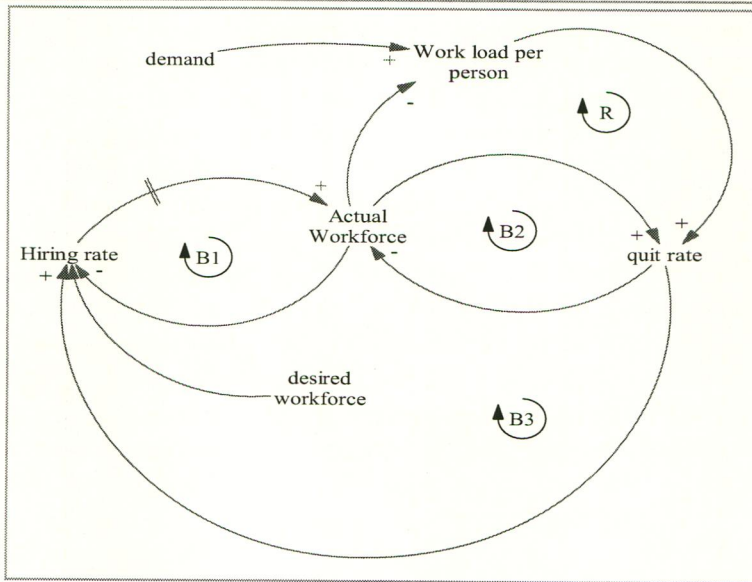 demand
+
Work load per
person
-
R
+
Actual
Workforce
B2
+
+
quit rate
-
Hiring rate
+
-
B1
desired
workforce
B3